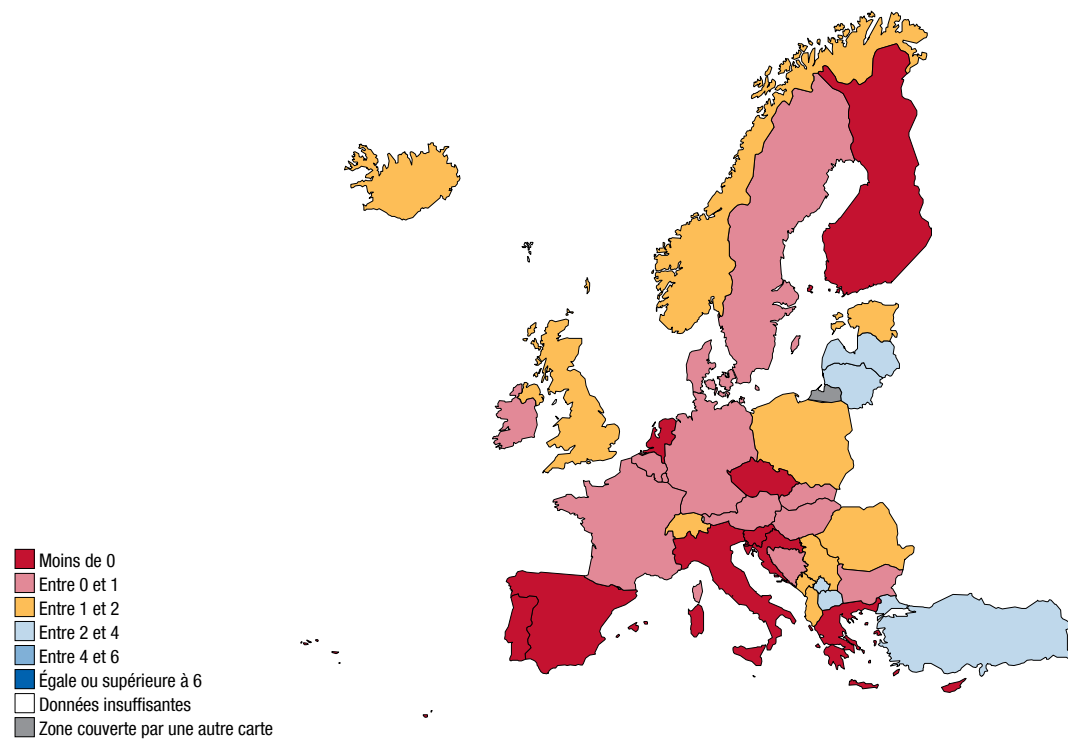 Moins de 0
Entre 0 et 1
Entre 1 et 2
Entre 2 et 4
Entre 4 et 6
Égale ou supérieure à 6
Données insuffisantes
Zone couverte par une autre carte